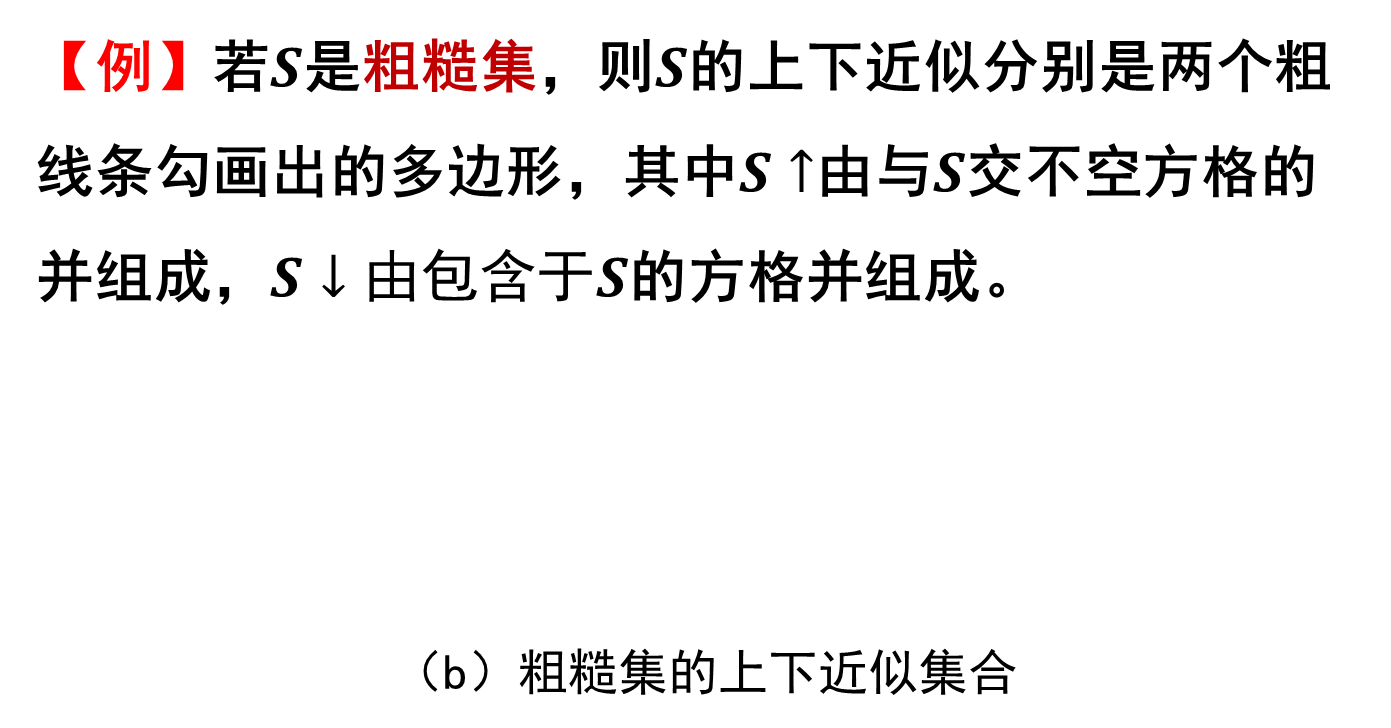 【例】若S是粗糙集，则S的上下近似分别是两个粗
线条勾画出的多边形，其中S ↑由与S交不空方格的
并组成，S ↓ 由包含于S的方格并组成。
（b）粗糙集的上下近似集合